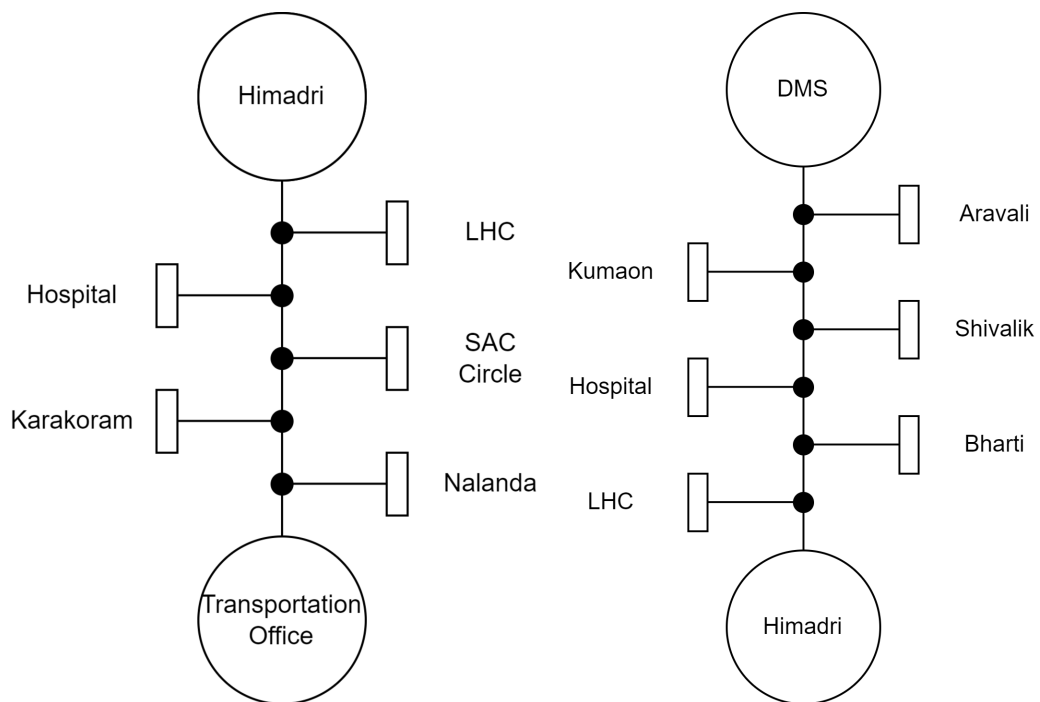 Himadri
LHC
Hospital
SAC
Circle
Karakoram
Nalanda
Transportation
Office
DMS
Aravali
Kumaon
Shivalik
Hospital
Bharti
LHC
Himadri